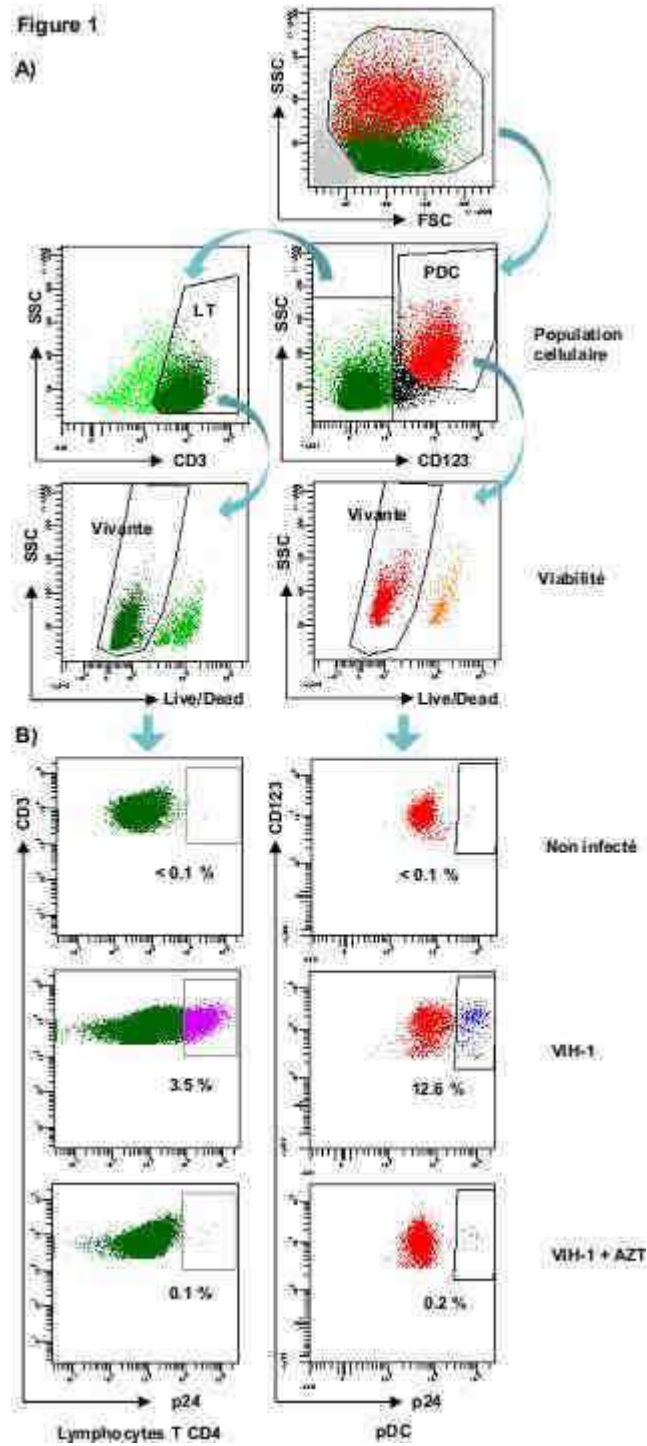 Figure 1
A)
SSC
FSC
SSC
LT
CD3
SSC
PDC
CD123
Population
cellulaire
SSC
Vivante
Live/Dead
SSC
Vivante
Live/Dead
Viabilité
B)
CD3
< 0.1 %
CD123
< 0.1 %
Non infecté
3.5 %
12.6 %
VIH-1
0.1 %
0.2 %
VIH-1 + AZT
p24
p24
Lymphocytes T CD4
pDC